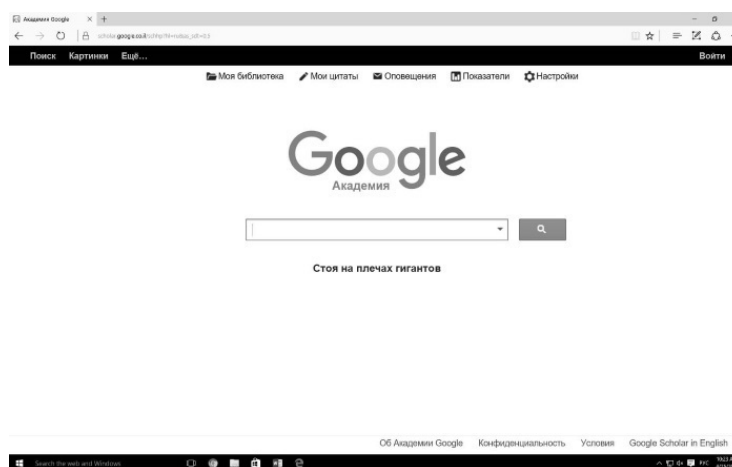 Академия Google
Поиск Картинки Ещё...
Войти
Моя библиотека Мои цитаты Оповещения Показатели Настройки
Google
Академия
Стоя на плечах гигантов
Об Академии Google Конфиденциальность Условия Google Scholar in English
Search the web and Windows
РУС